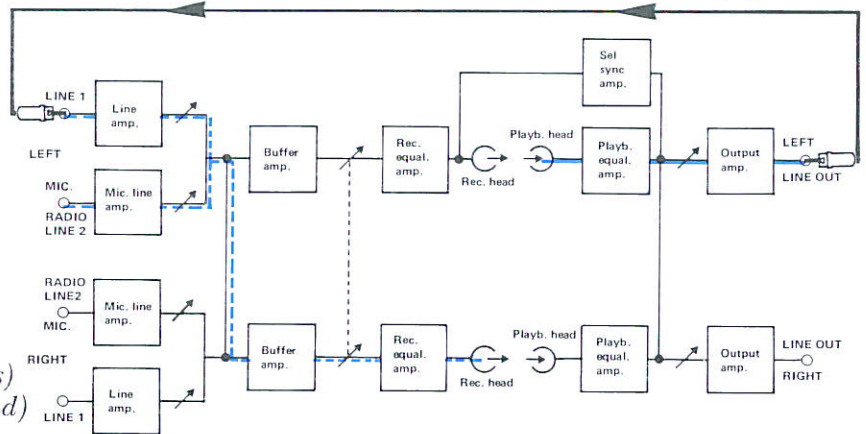 Sel
sync
amp.
LINE 1
Line
amp.
LEFT
Buffer
amp.
Rec.
equal.
amp.
Rec. head
Playb. head
Playb.
equal.
amp.
Output
amp.
LEFT
LINE OUT
MIC.
RADIO
LINE 2
Mic. line
amp.
RADIO
LINE2
MIC.
Mic. line
amp.
RIGHT
Buffer
amp.
Rec.
equal.
amp.
Rec. head
Playb. head
Playb.
equal.
amp.
Output
amp.
LINE OUT
RIGHT
s)
d)
LINE 1
Line
amp.